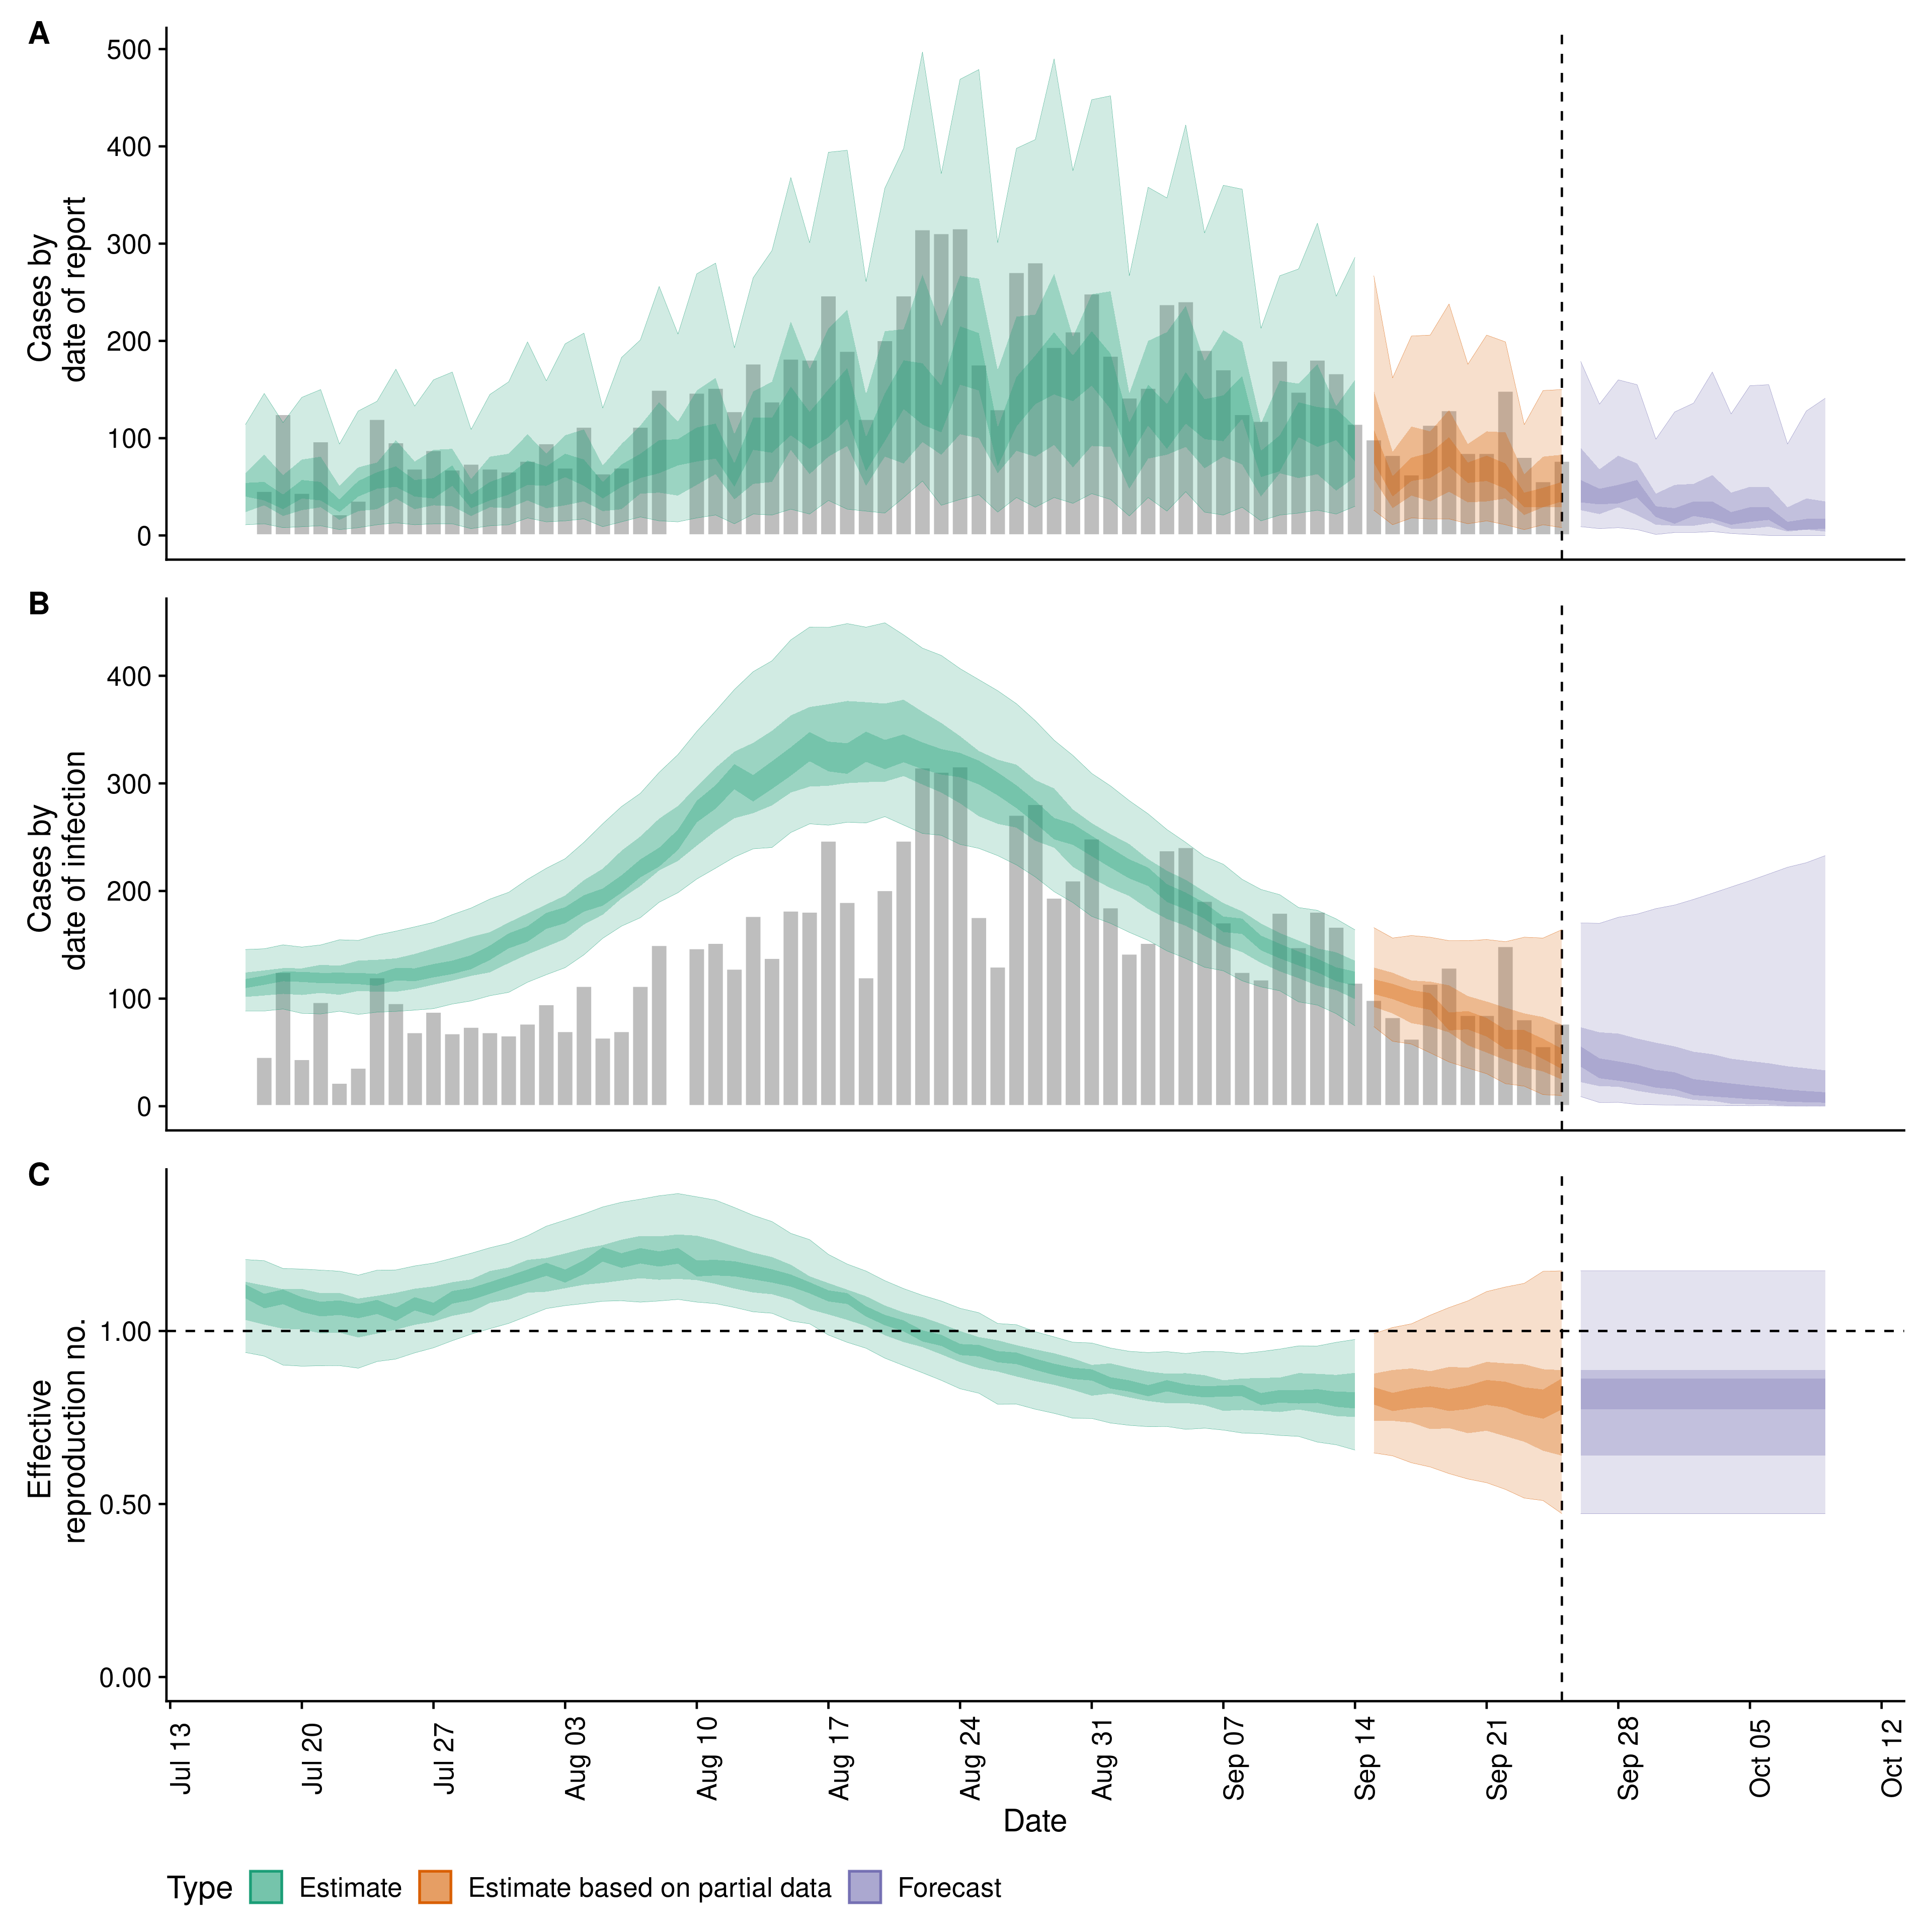 A
500
400
300
200
100
0
Cases by
date of report
B
400
300
200
100
0
Cases by
date of infection
C
1.00
0.50
0.00
Effective
reproduction no.
Jul 13
Jul 20
Jul 27
Aug 03
Aug 10
Aug 17
Aug 24
Aug 31
Sep 07
Sep 14
Sep 21
Sep 28
Oct 05
Oct 12
Date
Type Estimate Estimate based on partial data Forecast